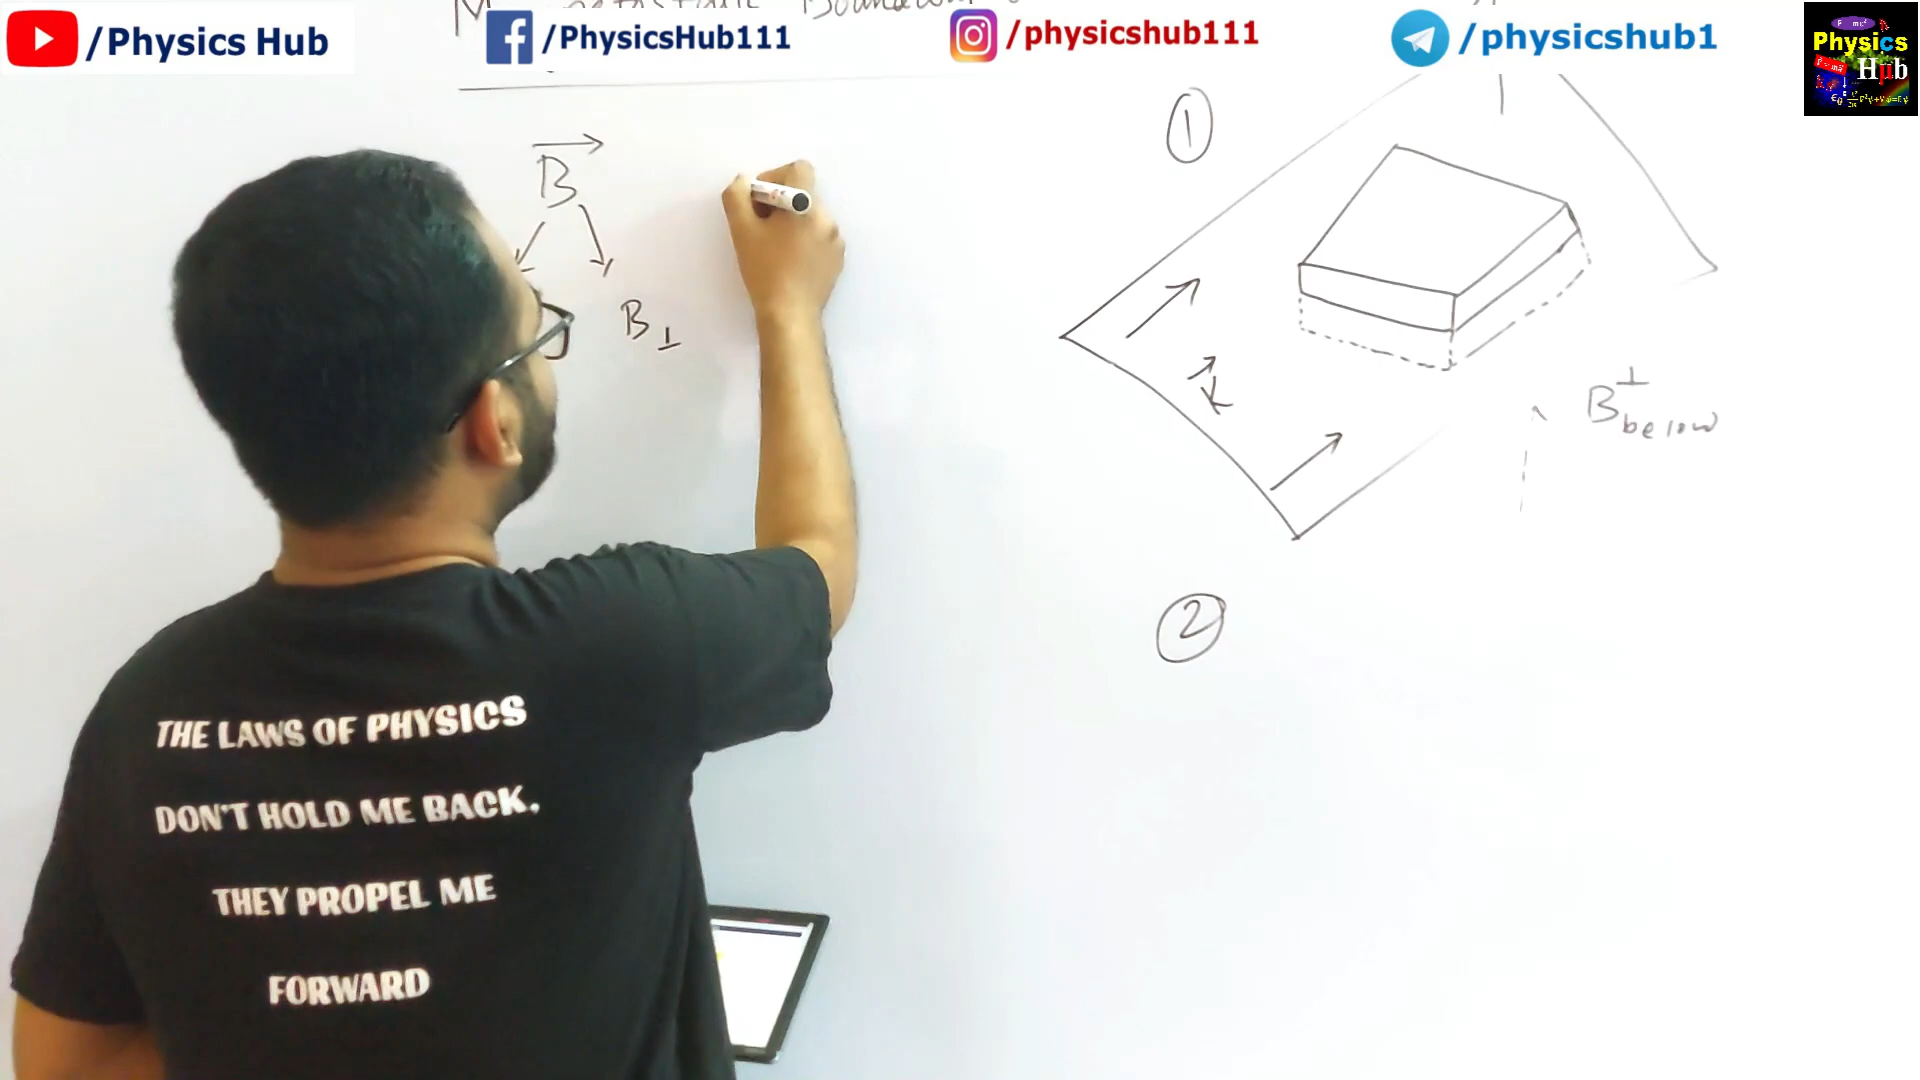 /Physics Hub
/PhysicsHub111
/physicshub111
/physicshub1
Physics
Hµb
B
B⊥
1
K
B⊥below
2
THE LAWS OF PHYSICS
DON'T HOLD ME BACK.
THEY PROPEL ME
FORWARD